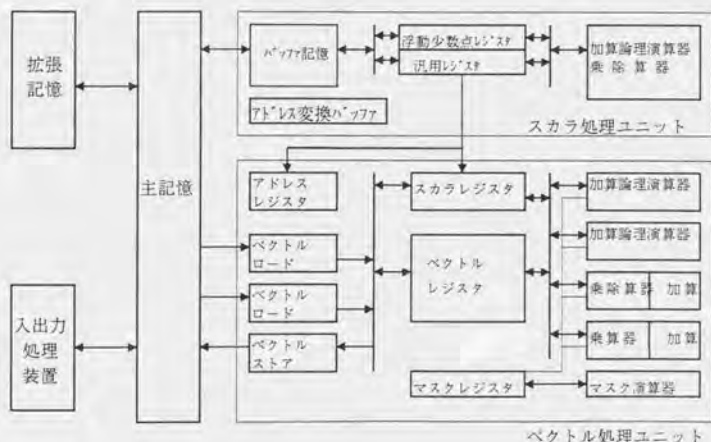 拡張
記憶
主記憶
入出力
処理
装置
バッファ記憶
浮動少数点レジスタ
汎用レジスタ
加算論理演算器
乗除算器
アドレス変換バッファ
スカラ処理ユニット
アドレス
レジスタ
スカラレジスタ
加算論理演算器
ベクトル
ロード
ベクトル
レジスタ
加算論理演算器
ベクトル
ロード
乗除算器 加算
ベクトル
ストア
乗算器 加算
マスクレジスタ
マスク演算器
ベクトル処理ユニット